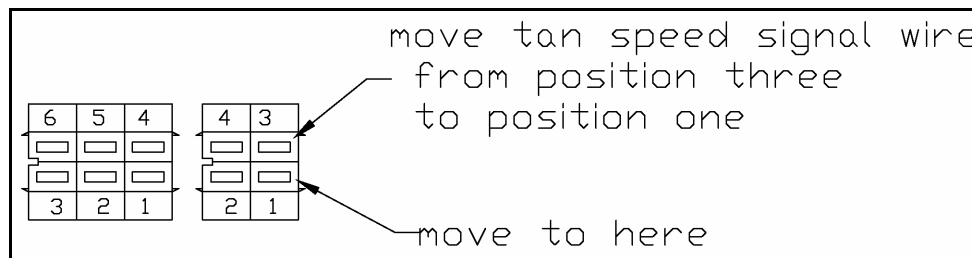 move tan speed signal wire
from position three
to position one
6 5 4 4 3
3 2 1 2 1
move to here